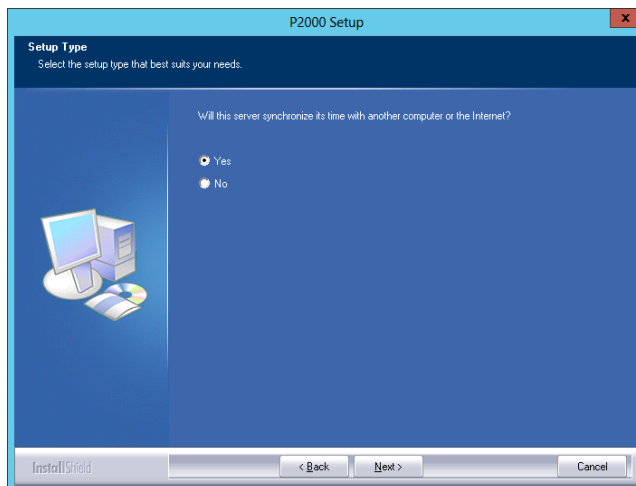 P2000 Setup
x
Setup Type
Select the setup type that best suits your needs.
Will this server synchronize its time with another computer or the Internet?
Yes
No
InstallShield
< Back
Next >
Cancel